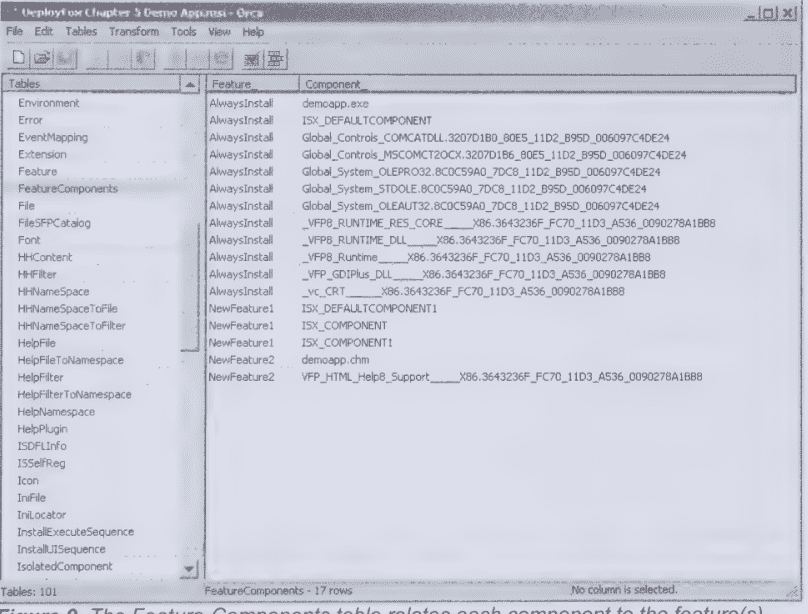 DeployFox Chapter 5 Demo App.msi - Orca
File Edit Tables Transform Tools View Help
Tables
Environment
Error
EventMapping
Extension
Feature
FeatureComponents
File
FileSFPCatalog
Font
HHContent
HHFilter
HHNameSpace
HHNameSpaceToFile
HHNameSpaceToFilter
HelpFile
HelpFileToNamespace
HelpFilter
HelpFilterToNamespace
HelpNamespace
HelpPlugin
ISDFLInfo
ISSelfReg
Icon
IniFile
IniLocator
InstallExecuteSequence
InstallUISequence
IsolatedComponent
Feature_ Component_
AlwaysInstall demoapp.exe
AlwaysInstall ISX_DEFAULTCOMPONENT
AlwaysInstall Global_Controls_COMCATDLL.3207D1B0_80E5_11D2_B95D_006097C4DE24
AlwaysInstall Global_Controls_MSCOMCT2OCX.3207D1B6_80E5_11D2_B95D_006097C4DE24
AlwaysInstall Global_System_OLEPRO32.8C0C59A0_7DC8_11D2_B95D_006097C4DE24
AlwaysInstall Global_System_STDOLE.8C0C59A0_7DC8_11D2_B95D_006097C4DE24
AlwaysInstall Global_System_OLEAUT32.8C0C59A0_7DC8_11D2_B95D_006097C4DE24
AlwaysInstall _VFP8_RUNTIME_RES_CORE_____X86.3643236F_FC70_11D3_A536_0090278A1BB8
AlwaysInstall _VFP8_RUNTIME_DLL_____X86.3643236F_FC70_11D3_A536_0090278A1BB8
AlwaysInstall _VFP8_Runtime_____X86.3643236F_FC70_11D3_A536_0090278A1BB8
AlwaysInstall _VFP_GDIPlus_DLL_____X86.3643236F_FC70_11D3_A536_0090278A1BB8
AlwaysInstall _vc_CRT_____X86.3643236F_FC70_11D3_A536_0090278A1BB8
NewFeature1 ISX_DEFAULTCOMPONENT1
NewFeature1 ISX_COMPONENT
NewFeature1 ISX_COMPONENT1
NewFeature2 demoapp.chm
NewFeature2 VFP_HTML_Help8_Support_____X86.3643236F_FC70_11D3_A536_0090278A1BB8
Tables: 101 FeatureComponents - 17 rows No column is selected.
Figure 9. The Feature Components table relates each component to the feature(s)